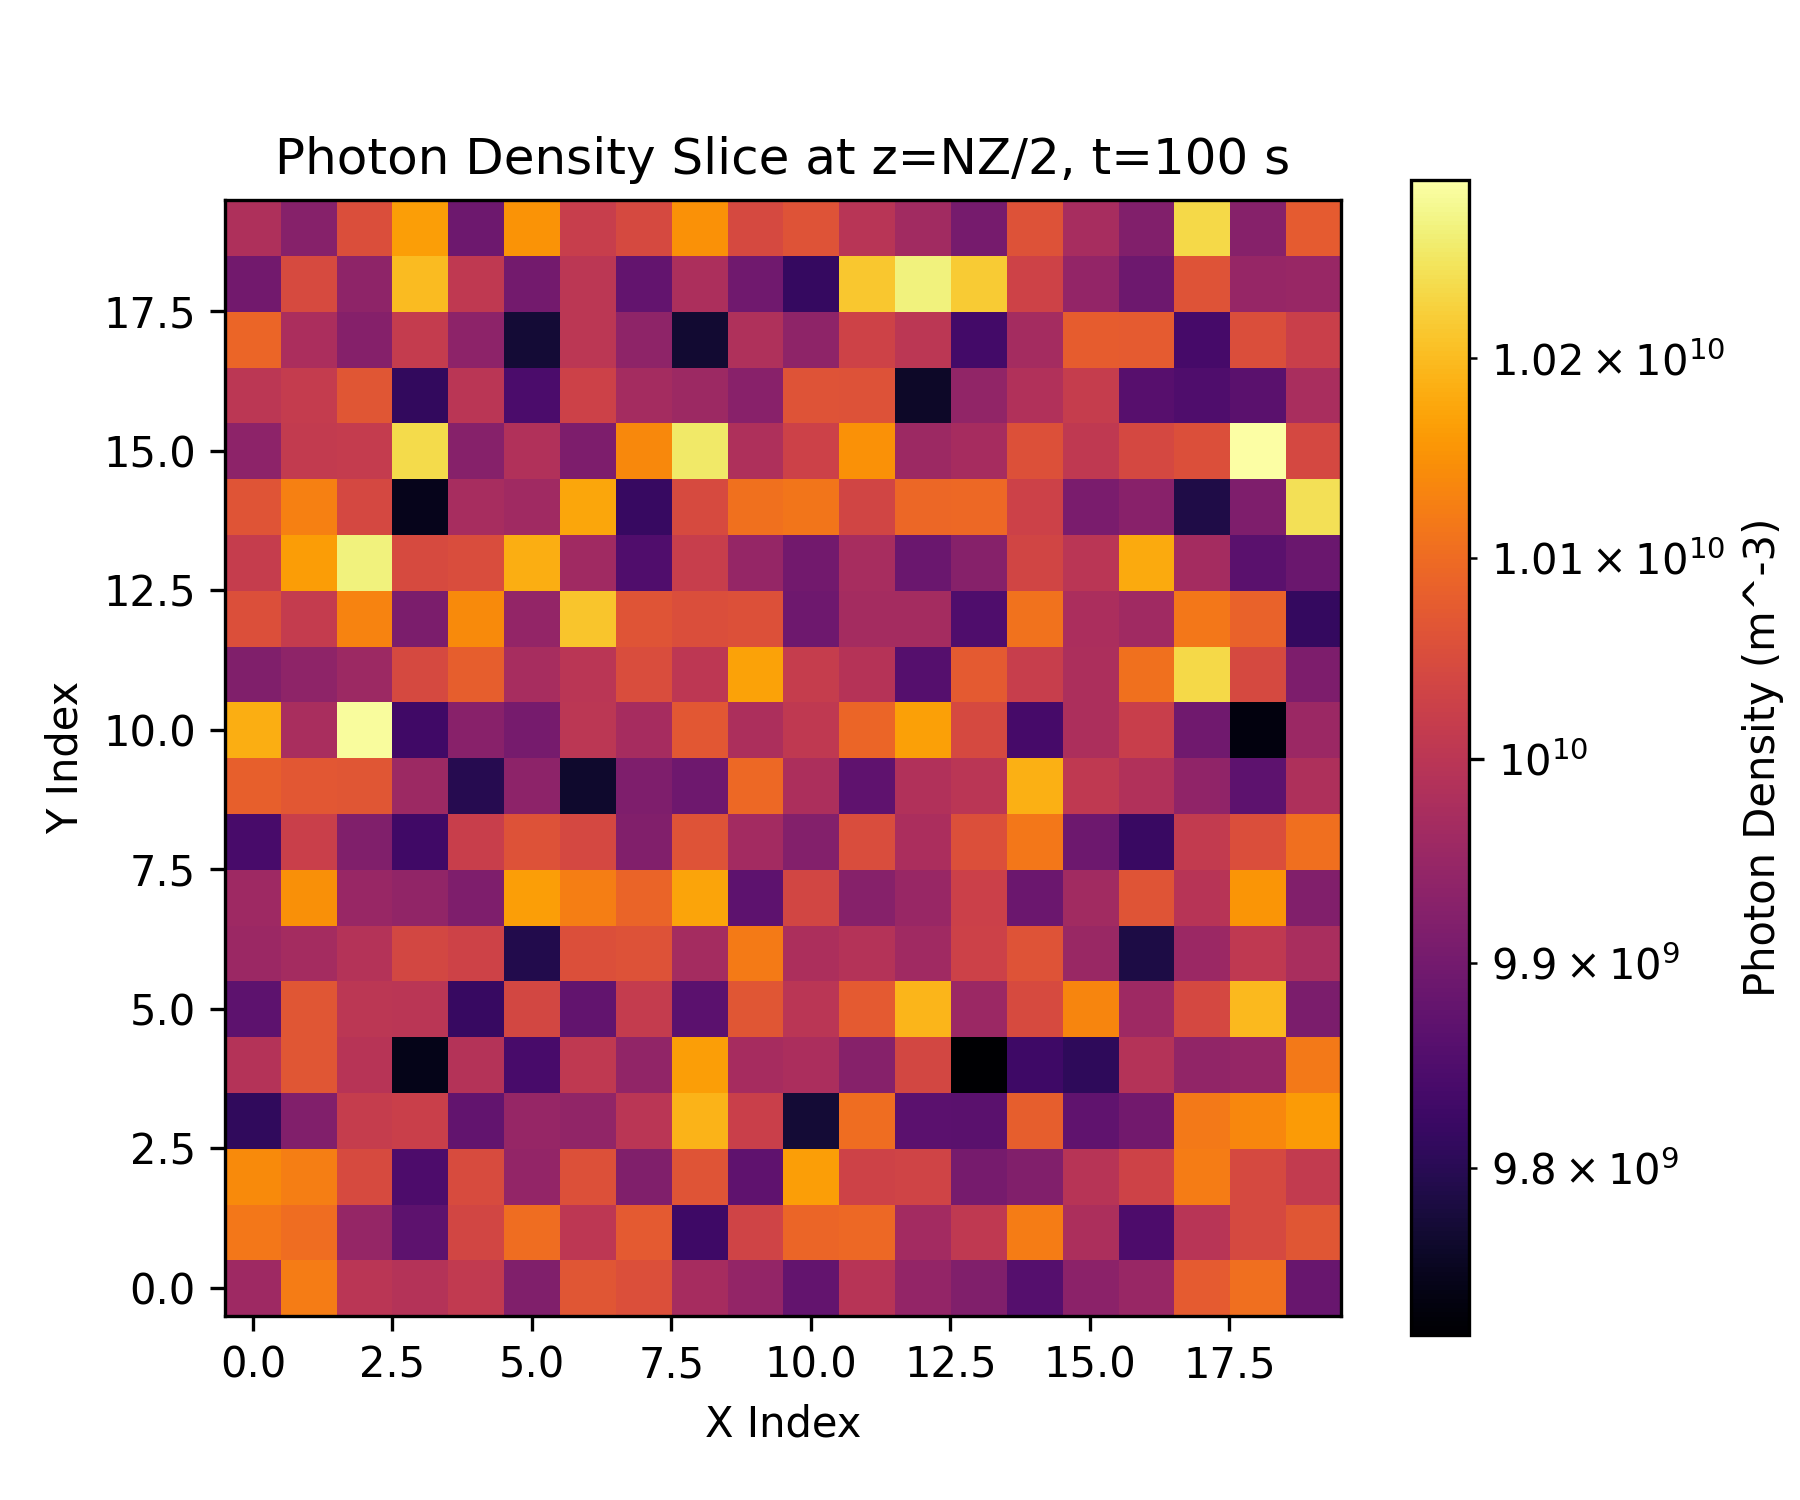 Photon Density Slice at z=NZ/2, t=100 s
17.5
15.0
12.5
10.0
7.5
5.0
2.5
0.0
Y Index
0.0 2.5 5.0 7.5 10.0 12.5 15.0 17.5
X Index
1.02 × 10¹⁰
1.01 × 10¹⁰
10¹⁰
9.9 × 10⁹
9.8 × 10⁹
Photon Density (m^-3)